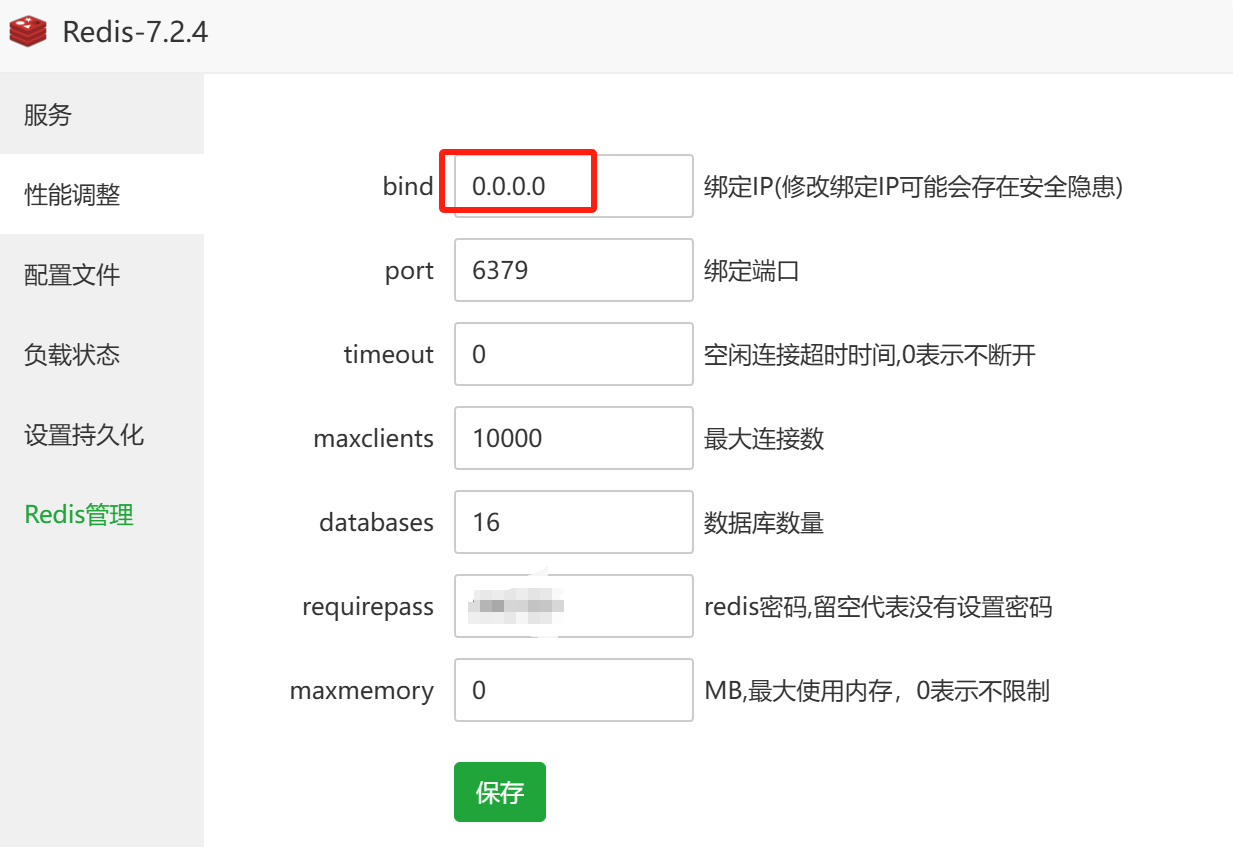 Redis-7.2.4
服务
性能调整
配置文件
负载状态
设置持久化
Redis管理
bind 0.0.0.0 绑定IP(修改绑定IP可能会存在安全隐患)
port 6379 绑定端口
timeout 0 空闲连接超时时间,0表示不断开
maxclients 10000 最大连接数
databases 16 数据库数量
requirepass redis密码,留空代表没有设置密码
maxmemory 0 MB,最大使用内存，0表示不限制
保存